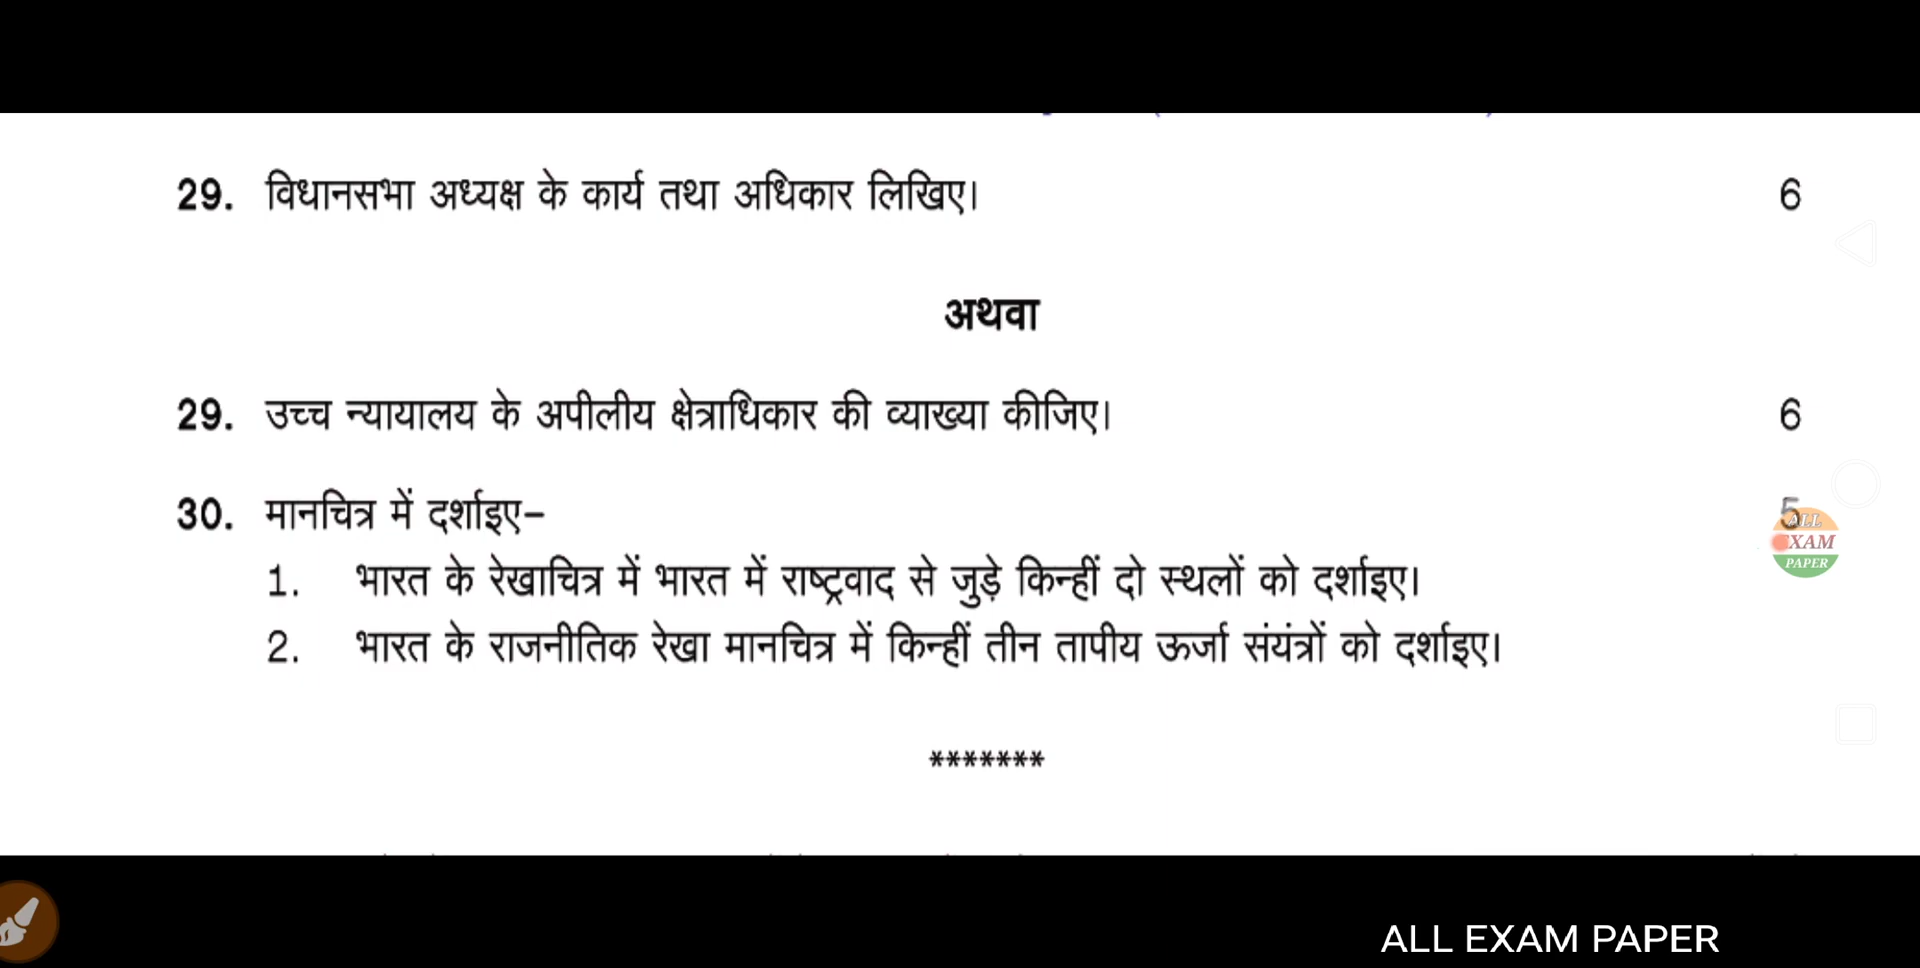 29. विधानसभा अध्यक्ष के कार्य तथा अधिकार लिखिए। 6
अथवा
29. उच्च न्यायालय के अपीलीय क्षेत्राधिकार की व्याख्या कीजिए। 6
30. मानचित्र में दर्शाइए– 5
ALL
EXAM
PAPER
1. भारत के रेखाचित्र में भारत में राष्ट्रवाद से जुड़े किन्हीं दो स्थलों को दर्शाइए।
2. भारत के राजनीतिक रेखा मानचित्र में किन्हीं तीन तापीय ऊर्जा संयंत्रों को दर्शाइए।
*******
ALL EXAM PAPER